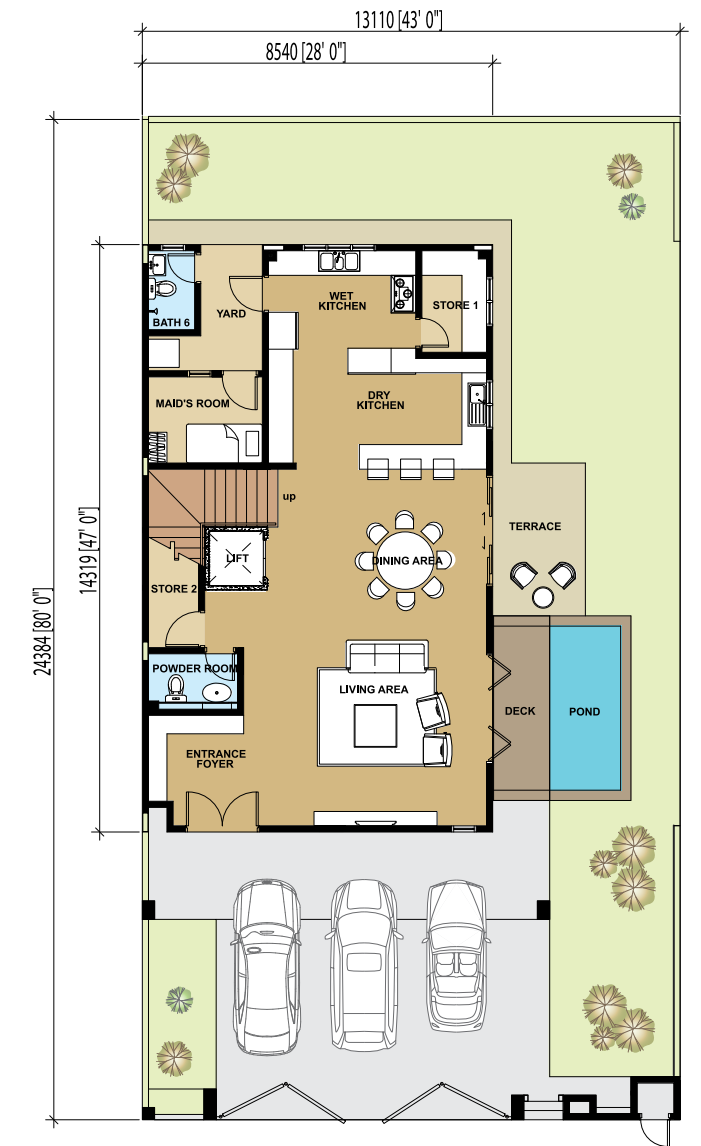 13110 [43' 0"]
8540 [28' 0"]
WET
KITCHEN
STORE 1
YARD
BATH 6
DRY
KITCHEN
MAID'S ROOM
up
TERRACE
LIFT
DINING AREA
14319 [47' 0"]
STORE 2
24384 [80' 0"]
POWDER ROOM
LIVING AREA
DECK
POND
ENTRANCE
FOYER